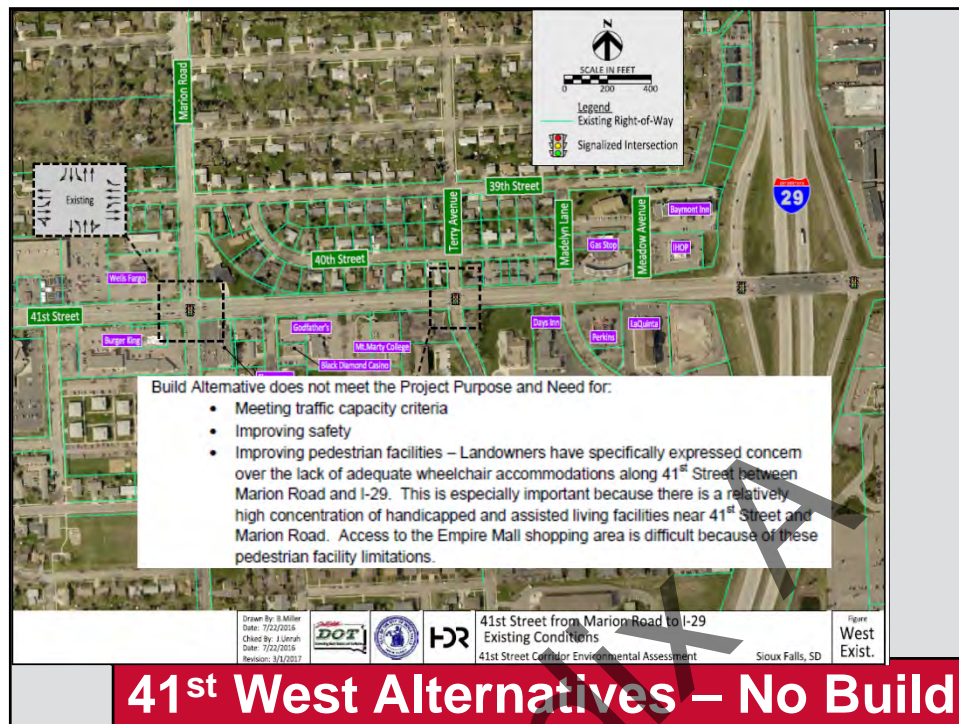 N
SCALE IN FEET
0 200 400
Legend
Existing Right-of-Way
Signalized Intersection
Marion Road
Existing
39th Street
Terry Avenue
Madelyn Lane
Meadow Avenue
Baymont Inn
29
Gas Stop
IHOP
40th Street
Wells Fargo
41st Street
Burger King
Godfather's
Mt.Marty College
Black Diamond Casino
Days Inn
Perkins
LaQuinta
Build Alternative does not meet the Project Purpose and Need for:
• Meeting traffic capacity criteria
• Improving safety
• Improving pedestrian facilities – Landowners have specifically expressed concern
over the lack of adequate wheelchair accommodations along 41st Street between
Marion Road and I-29. This is especially important because there is a relatively
high concentration of handicapped and assisted living facilities near 41st Street and
Marion Road. Access to the Empire Mall shopping area is difficult because of these
pedestrian facility limitations.
Drawn By: B.Miller
Date: 7/22/2016
Chked By: J Unruh
Date: 7/22/2016
Revision: 3/1/2017
DOT
HDR
41st Street from Marion Road to I-29
Existing Conditions
41st Street Corridor Environmental Assessment
Sioux Falls, SD
Figure
West
Exist.
41st West Alternatives – No Build